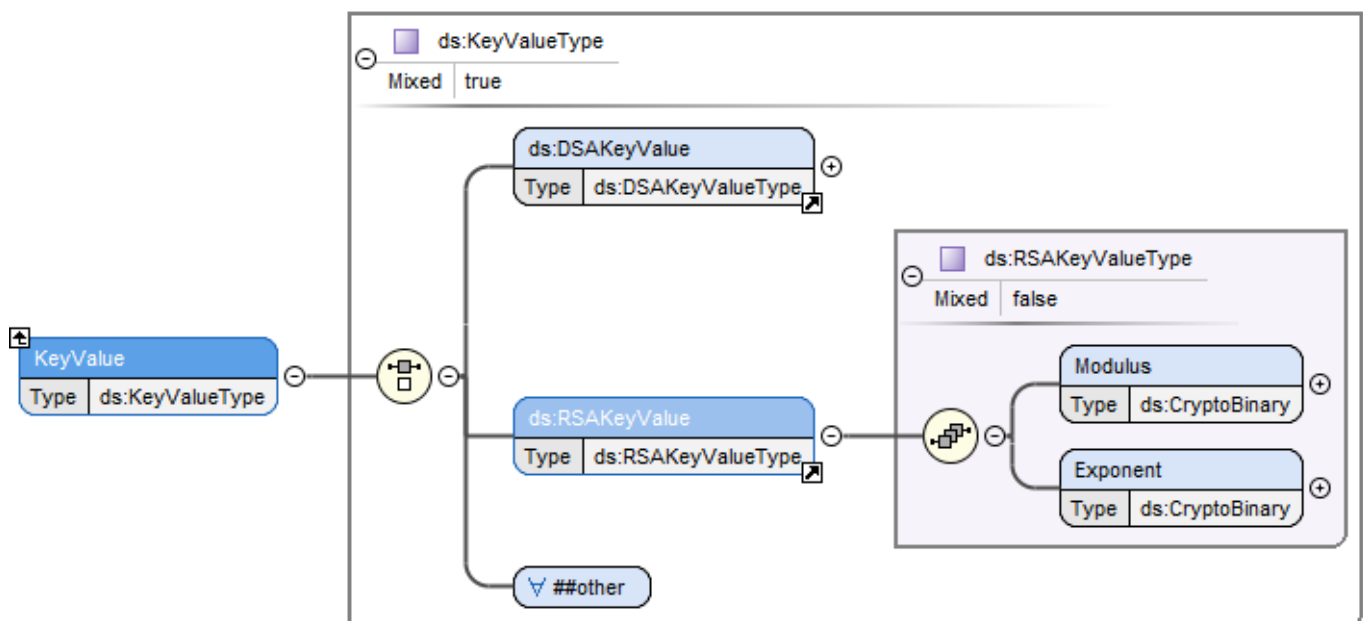 ds:KeyValueType
Mixed true
ds:DSAKeyValue
Type ds:DSAKeyValueType
ds:RSAKeyValueType
Mixed false
KeyValue
Type ds:KeyValueType
ds:RSAKeyValue
Type ds:RSAKeyValueType
Modulus
Type ds:CryptoBinary
Exponent
Type ds:CryptoBinary
∀ ##other